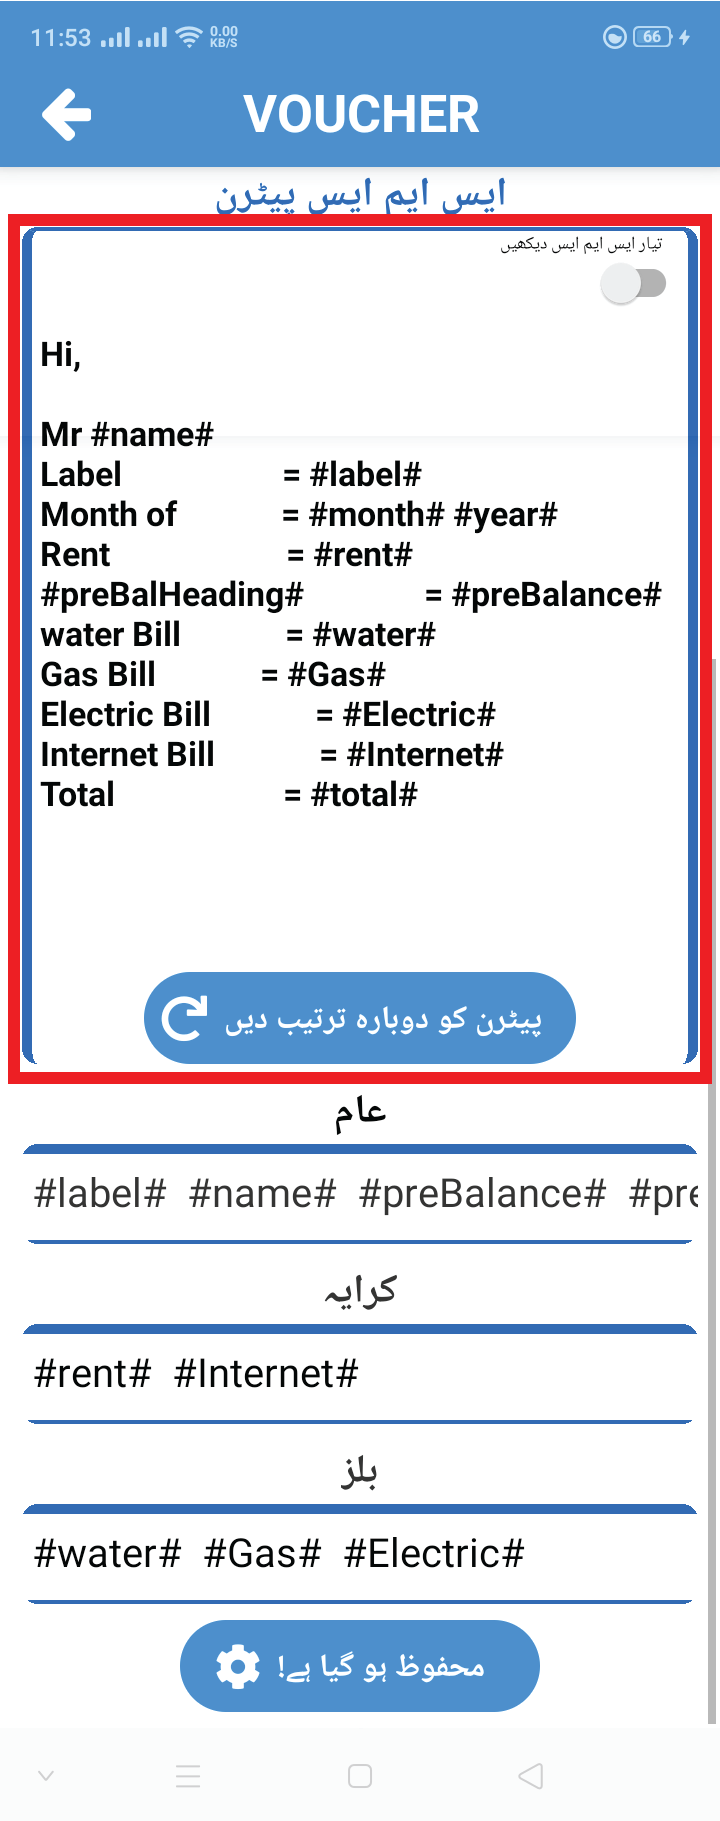 11:53 0.00 KB/S 66
VOUCHER
ایس ایم ایس پیٹرن
تیار ایس ایم ایس دیکھیں
Hi,
Mr #name#
Label = #label#
Month of = #month# #year#
Rent = #rent#
#preBalHeading# = #preBalance#
water Bill = #water#
Gas Bill = #Gas#
Electric Bill = #Electric#
Internet Bill = #Internet#
Total = #total#
پیٹرن کو دوبارہ ترتیب دیں
عام
#label# #name# #preBalance# #pre
کرایہ
#rent# #Internet#
بلز
#water# #Gas# #Electric#
محفوظ ہو گیا ہے!